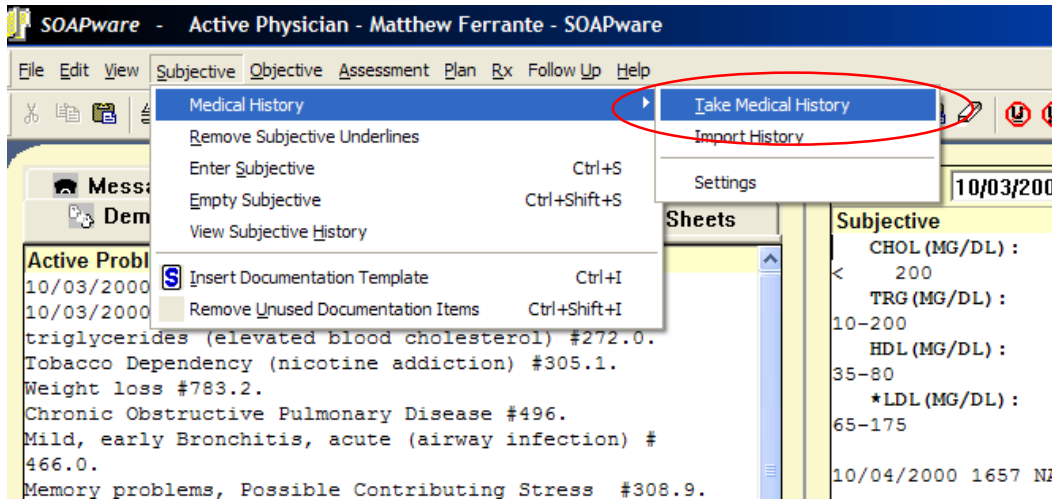 SOAPware - Active Physician - Matthew Ferrante - SOAPware
File Edit View Subjective Objective Assessment Plan Rx Follow Up Help
Medical History
Remove Subjective Underlines
Enter Subjective Ctrl+S
Empty Subjective Ctrl+Shift+S
View Subjective History
Insert Documentation Template Ctrl+I
Remove Unused Documentation Items Ctrl+Shift+I
Take Medical History
Import History
Settings
Messa
Dem
Sheets
Active Probl
10/03/2000
10/03/2000
triglycerides (elevated blood cholesterol) #272.0.
Tobacco Dependency (nicotine addiction) #305.1.
Weight loss #783.2.
Chronic Obstructive Pulmonary Disease #496.
Mild, early Bronchitis, acute (airway infection) #
466.0.
Memory problems, Possible Contributing Stress #308.9.
10/03/200
Subjective
CHOL(MG/DL):
< 200
TRG(MG/DL):
10-200
HDL(MG/DL):
35-80
*LDL(MG/DL):
65-175
10/04/2000 1657 NA